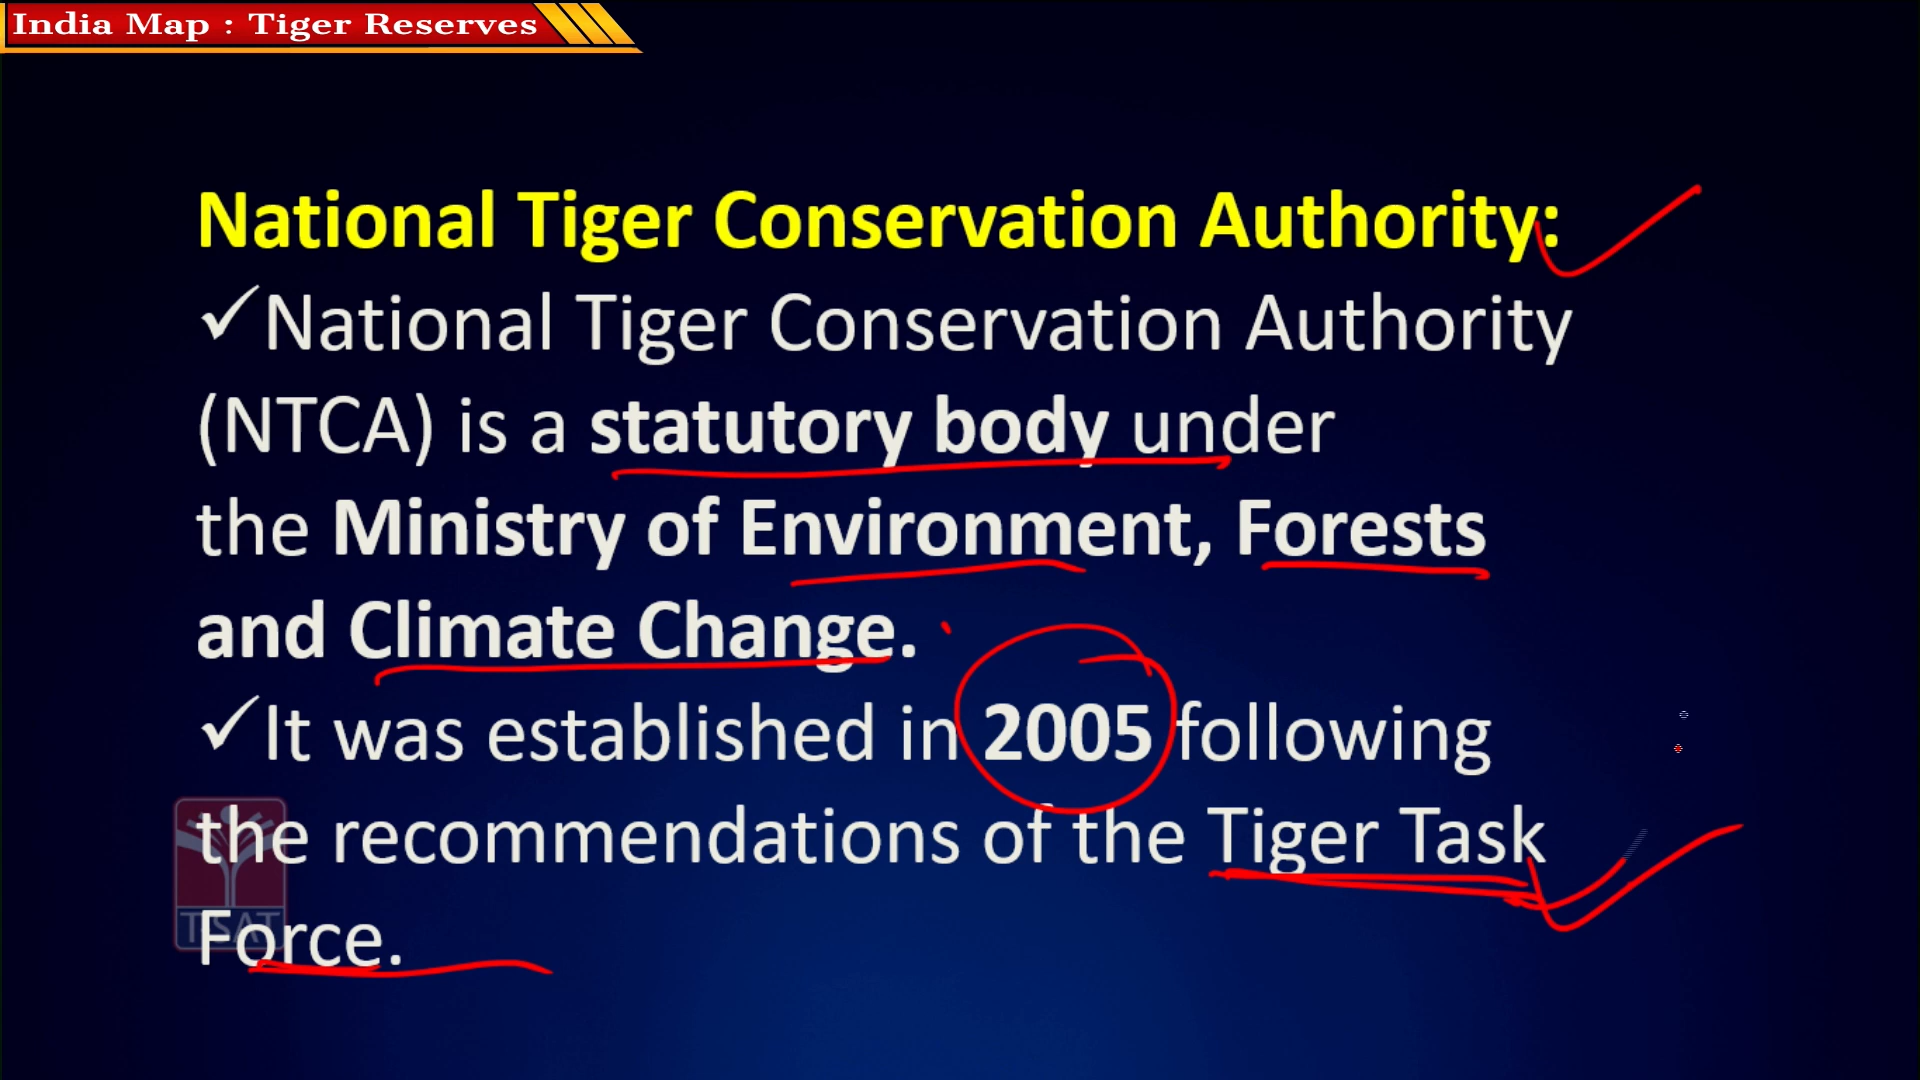 India Map : Tiger Reserves
National Tiger Conservation Authority:
✓National Tiger Conservation Authority
(NTCA) is a statutory body under
the Ministry of Environment, Forests
and Climate Change.
✓It was established in 2005 following
the recommendations of the Tiger Task
Force.
T-SAT